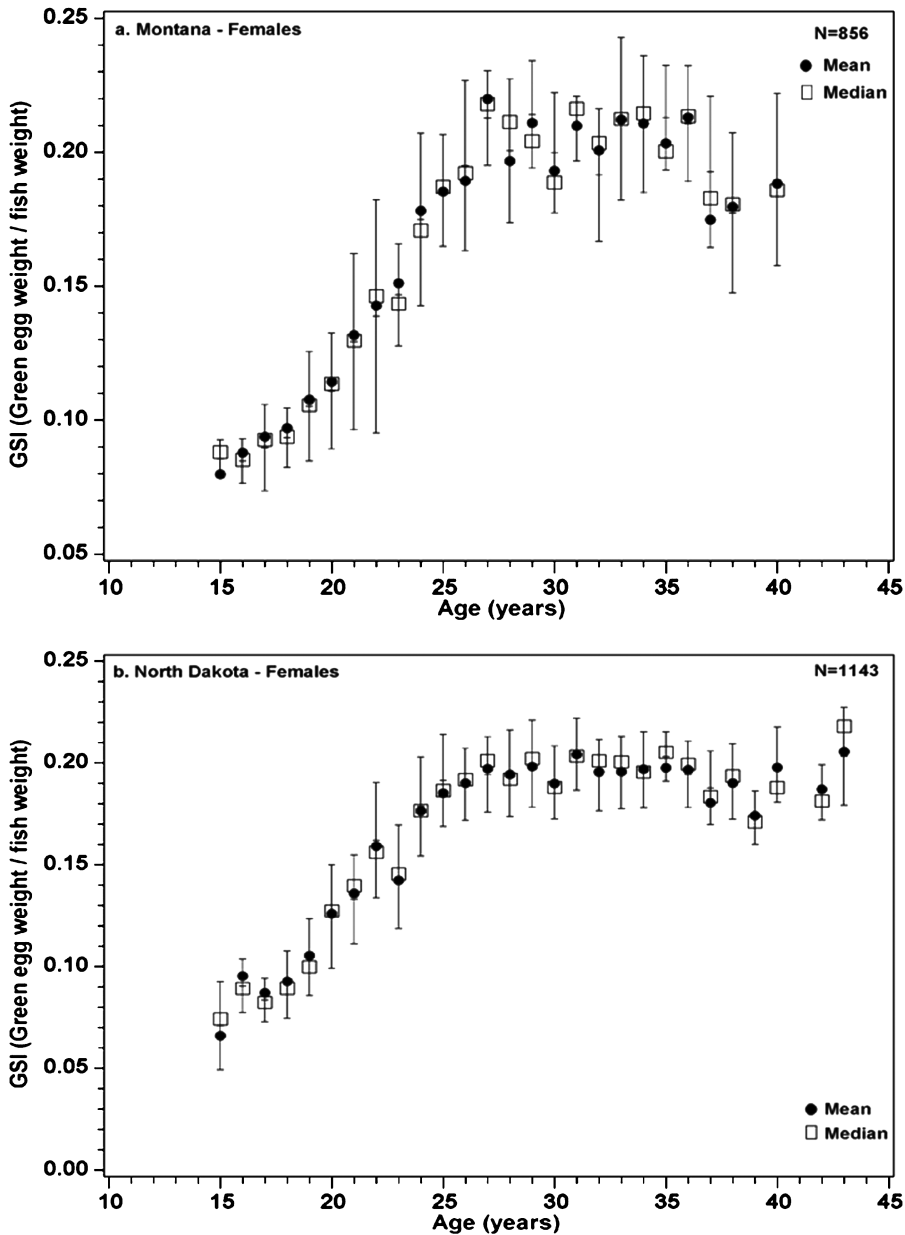 a. Montana - Females
N=856
Mean
Median
0.25
0.20
0.15
0.10
0.05
GSI (Green egg weight / fish weight)
10 15 20 25 30 35 40 45
Age (years)
b. North Dakota - Females
N=1143
0.25
0.20
0.15
0.10
0.05
0.00
GSI (Green egg weight / fish weight)
Mean
Median
10 15 20 25 30 35 40 45
Age (years)